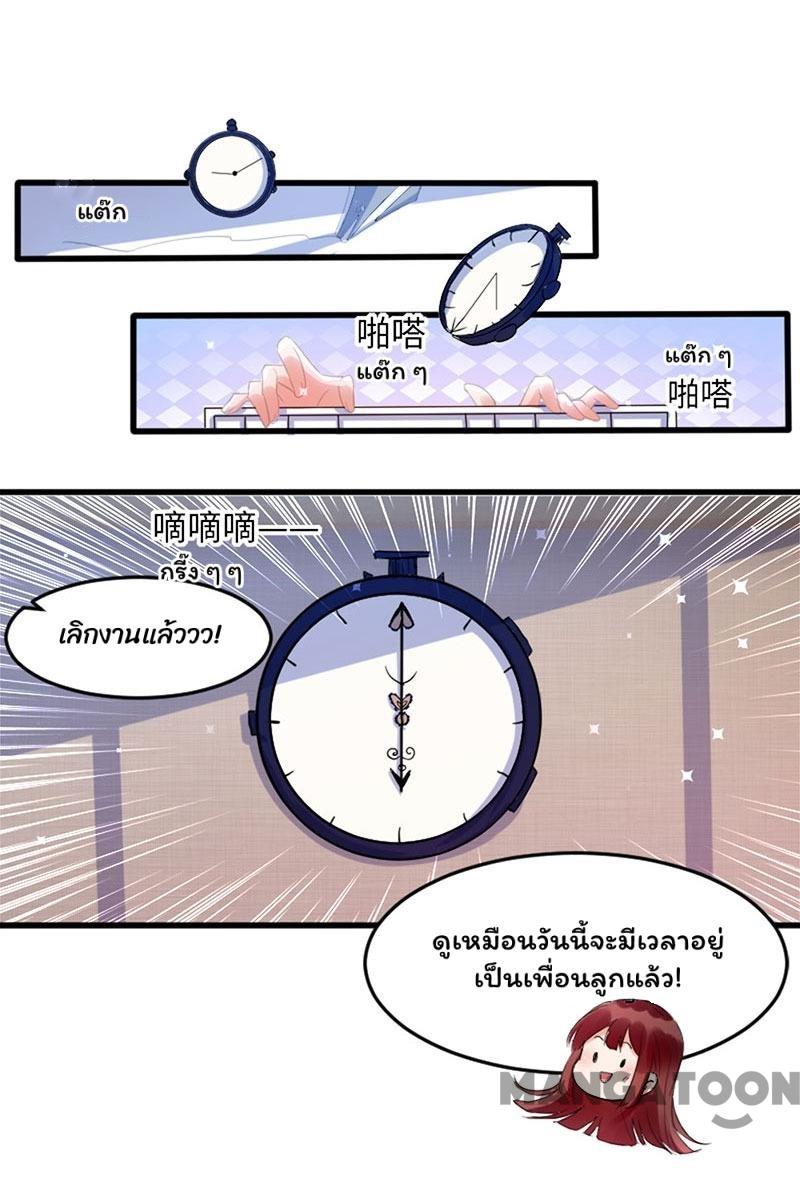 แต๊ก
啪嗒
แต๊ก ๆ
แต๊ก ๆ
啪嗒
嘀嘀嘀——
กริ๊ง ๆ ๆ
เลิกงานแล้ววว!
ดูเหมือนวันนี้จะมีเวลาอยู่
เป็นเพื่อนลูกแล้ว!
MANGATOON